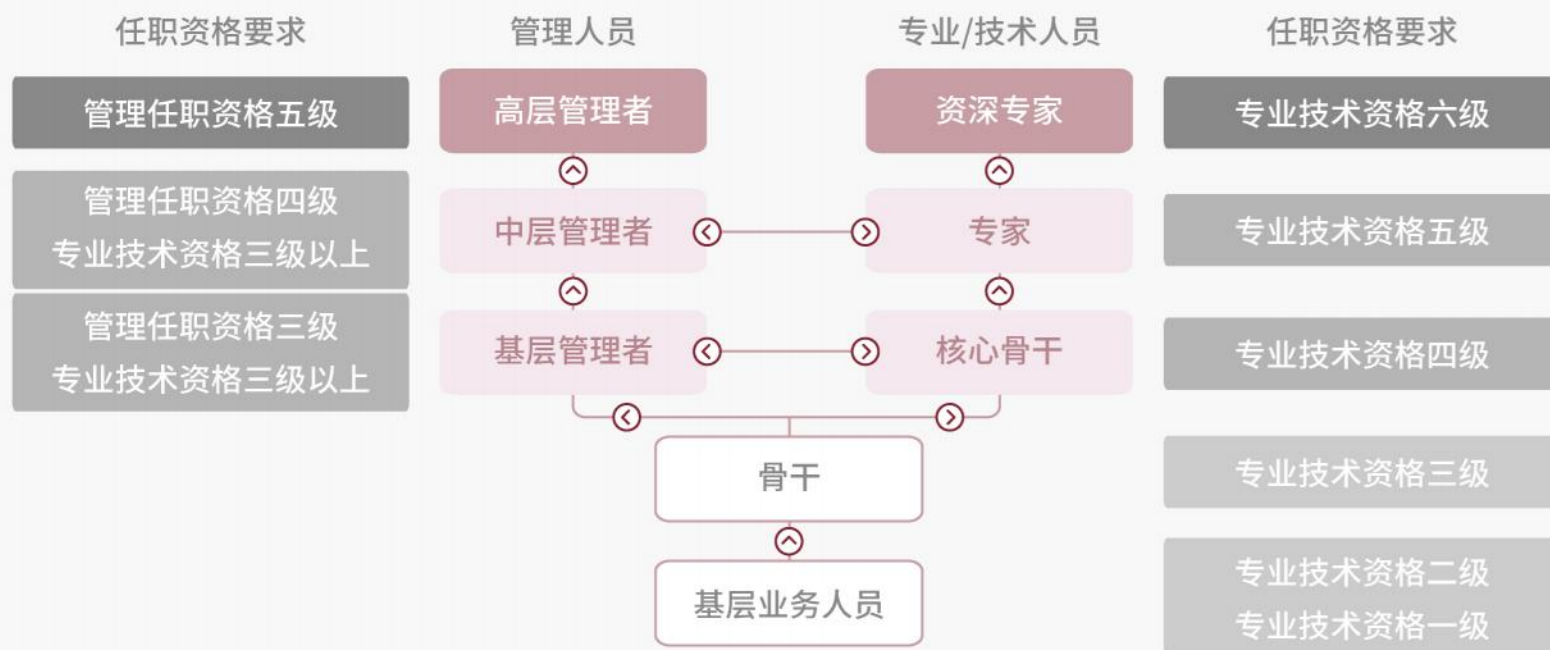 任职资格要求
管理人员
专业/技术人员
任职资格要求
管理任职资格五级
高层管理者
资深专家
专业技术资格六级
管理任职资格四级
专业技术资格三级以上
中层管理者
专家
专业技术资格五级
管理任职资格三级
专业技术资格三级以上
基层管理者
核心骨干
专业技术资格四级
骨干
专业技术资格三级
基层业务人员
专业技术资格二级
专业技术资格一级